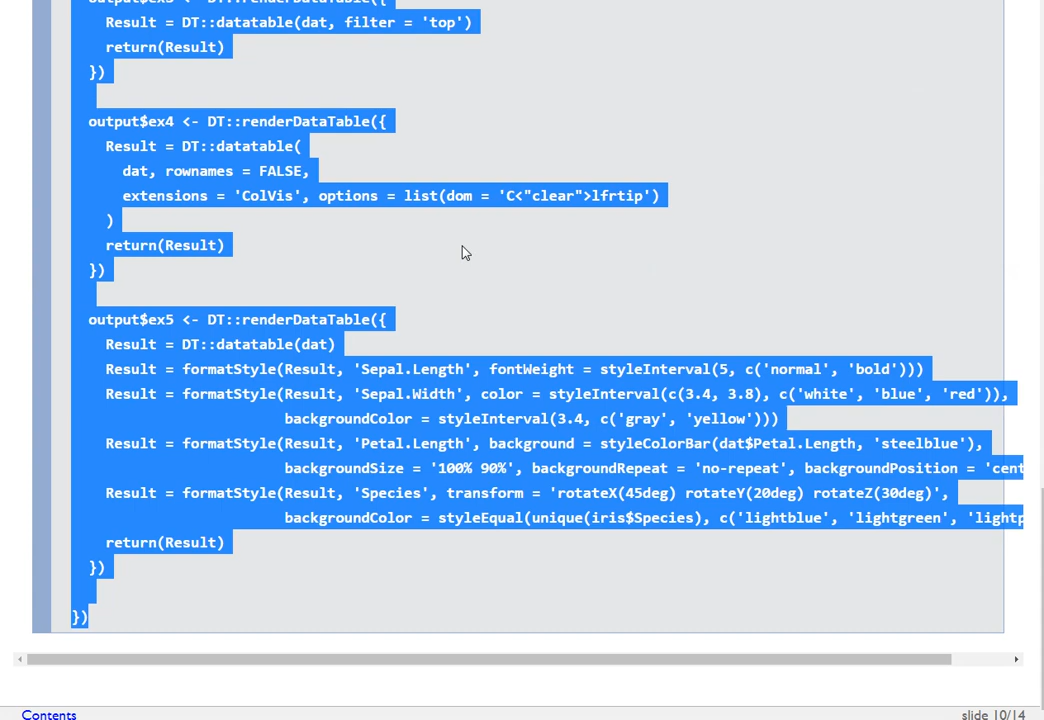 output$ex3 <- DT::renderDataTable({
Result = DT::datatable(dat, filter = 'top')
return(Result)
})
output$ex4 <- DT::renderDataTable({
Result = DT::datatable(
dat, rownames = FALSE,
extensions = 'ColVis', options = list(dom = 'C<"clear">lfrtip')
)
return(Result)
})
output$ex5 <- DT::renderDataTable({
Result = DT::datatable(dat)
Result = formatStyle(Result, 'Sepal.Length', fontWeight = styleInterval(5, c('normal', 'bold')))
Result = formatStyle(Result, 'Sepal.Width', color = styleInterval(c(3.4, 3.8), c('white', 'blue', 'red')),
backgroundColor = styleInterval(3.4, c('gray', 'yellow')))
Result = formatStyle(Result, 'Petal.Length', background = styleColorBar(dat$Petal.Length, 'steelblue'),
backgroundSize = '100% 90%', backgroundRepeat = 'no-repeat', backgroundPosition = 'cent
Result = formatStyle(Result, 'Species', transform = 'rotateX(45deg) rotateY(20deg) rotateZ(30deg)',
backgroundColor = styleEqual(unique(iris$Species), c('lightblue', 'lightgreen', 'lightp
return(Result)
})
})
Contents
slide 10/14